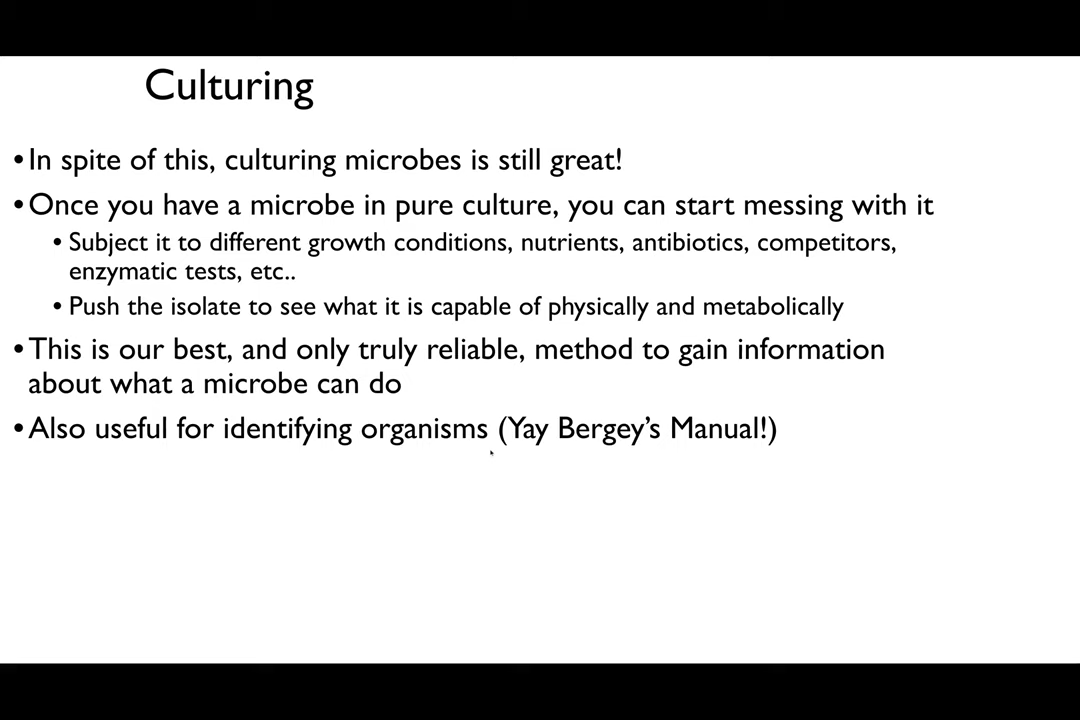 Culturing
•In spite of this, culturing microbes is still great!
•Once you have a microbe in pure culture, you can start messing with it
• Subject it to different growth conditions, nutrients, antibiotics, competitors,
enzymatic tests, etc..
• Push the isolate to see what it is capable of physically and metabolically
•This is our best, and only truly reliable, method to gain information
about what a microbe can do
•Also useful for identifying organisms (Yay Bergey’s Manual!)